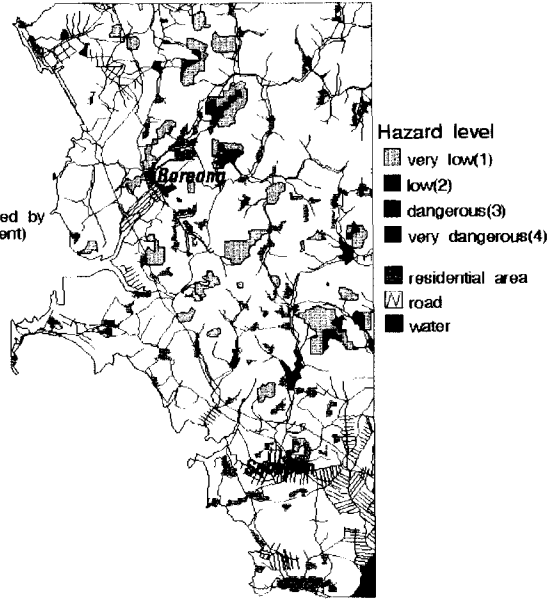 Hazard level
very low(1)
low(2)
dangerous(3)
very dangerous(4)
residential area
road
water
ed by
ent)